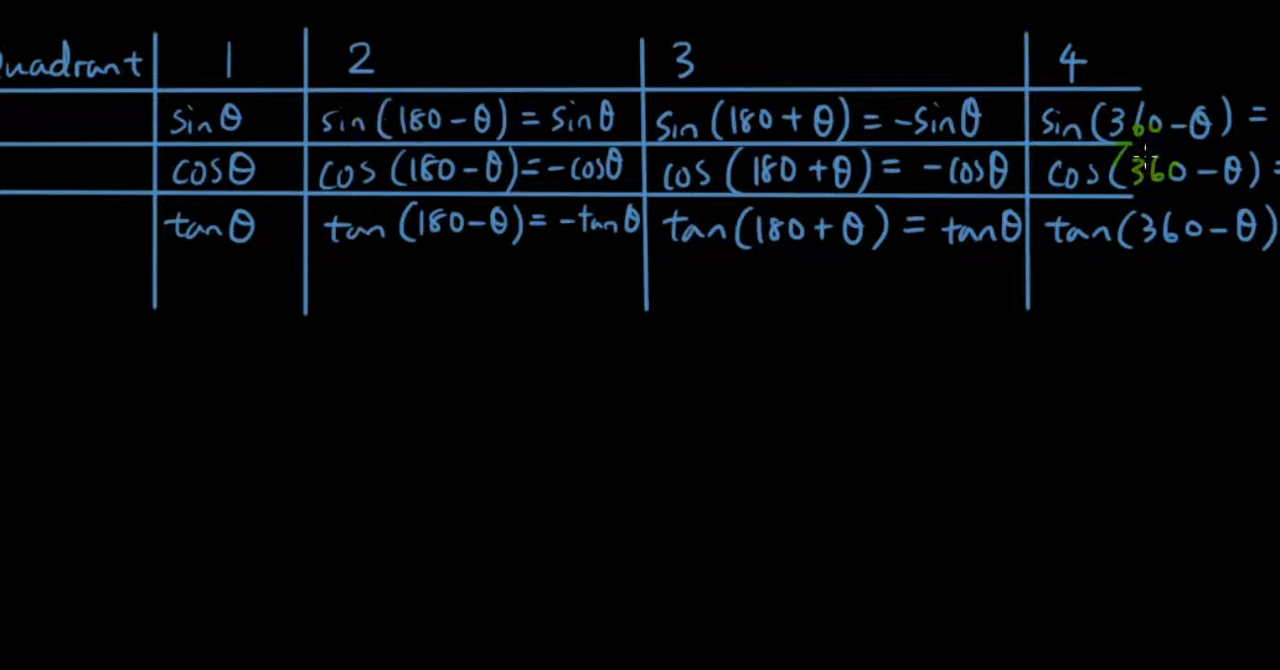 Quadrant 1 2 3 4
sinθ sin(180-θ) = sinθ sin(180+θ) = -sinθ sin(360-θ) =
cosθ cos(180-θ)=-cosθ cos(180+θ)= -cosθ cos(360-θ) =
tanθ tan(180-θ)= -tanθ tan(180+θ) = tanθ tan(360-θ)